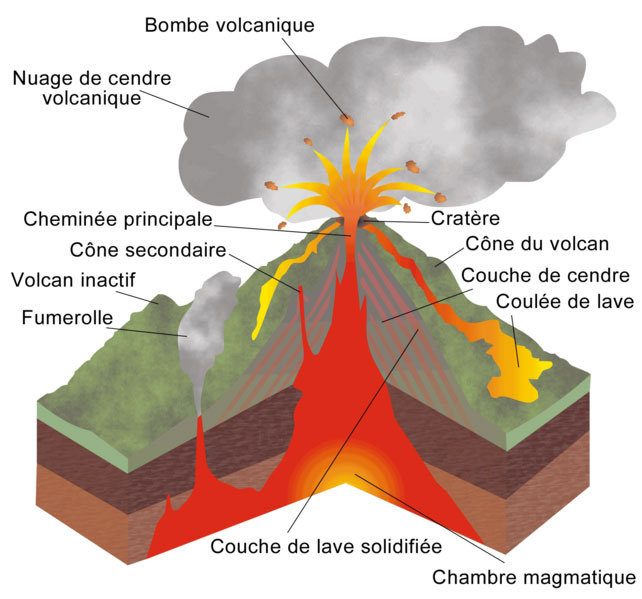 Bombe volcanique
Nuage de cendre
volcanique
Cheminée principale
Cratère
Cône secondaire
Cône du volcan
Volcan inactif
Couche de cendre
Fumerolle
Coulée de lave
Couche de lave solidifiée
Chambre magmatique